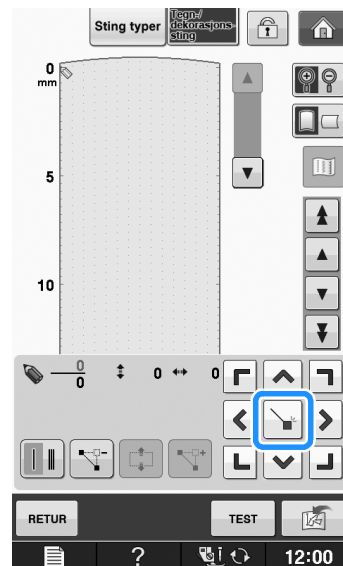 Sting typer
Tegn-/
dekorasjons-
sting
0
mm
5
10
0
0
0
0
RETUR
TEST
?
12:00